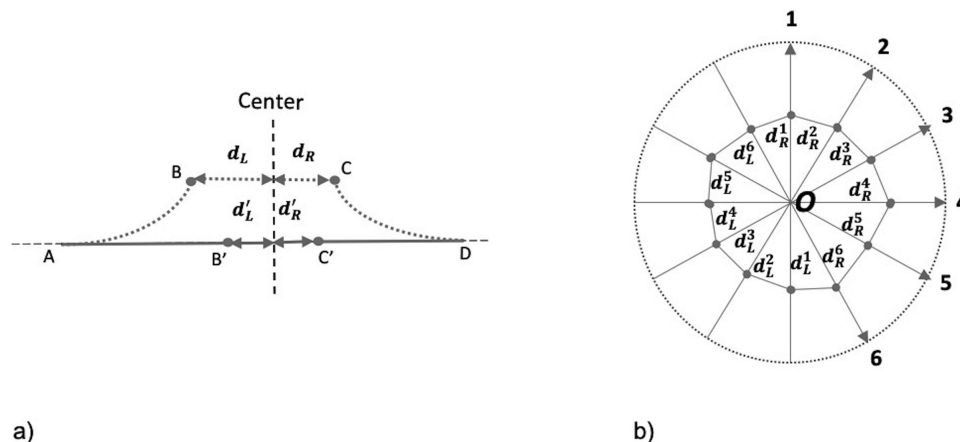 Center
d_L d_R
B C
d'_L d'_R
A B' C' D
a)
1
2
3
4
5
6
O
d_R^1 d_R^2
d_L^6 d_R^3
d_L^5 d_R^4
d_L^4 d_R^5
d_L^3 d_R^6
d_L^2 d_L^1
b)